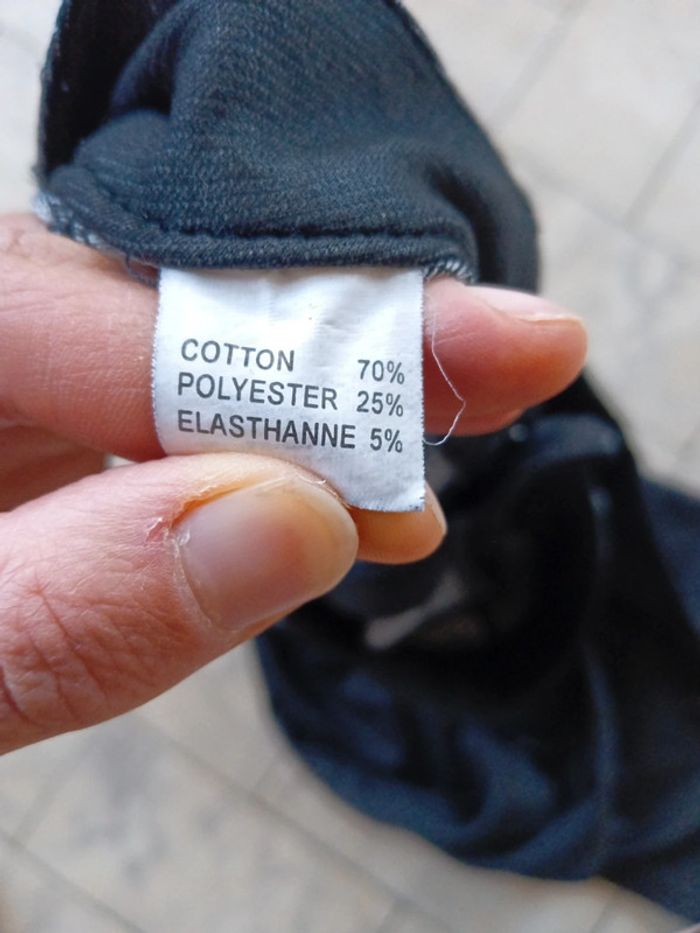 COTTON 70%
POLYESTER 25%
ELASTHANNE 5%